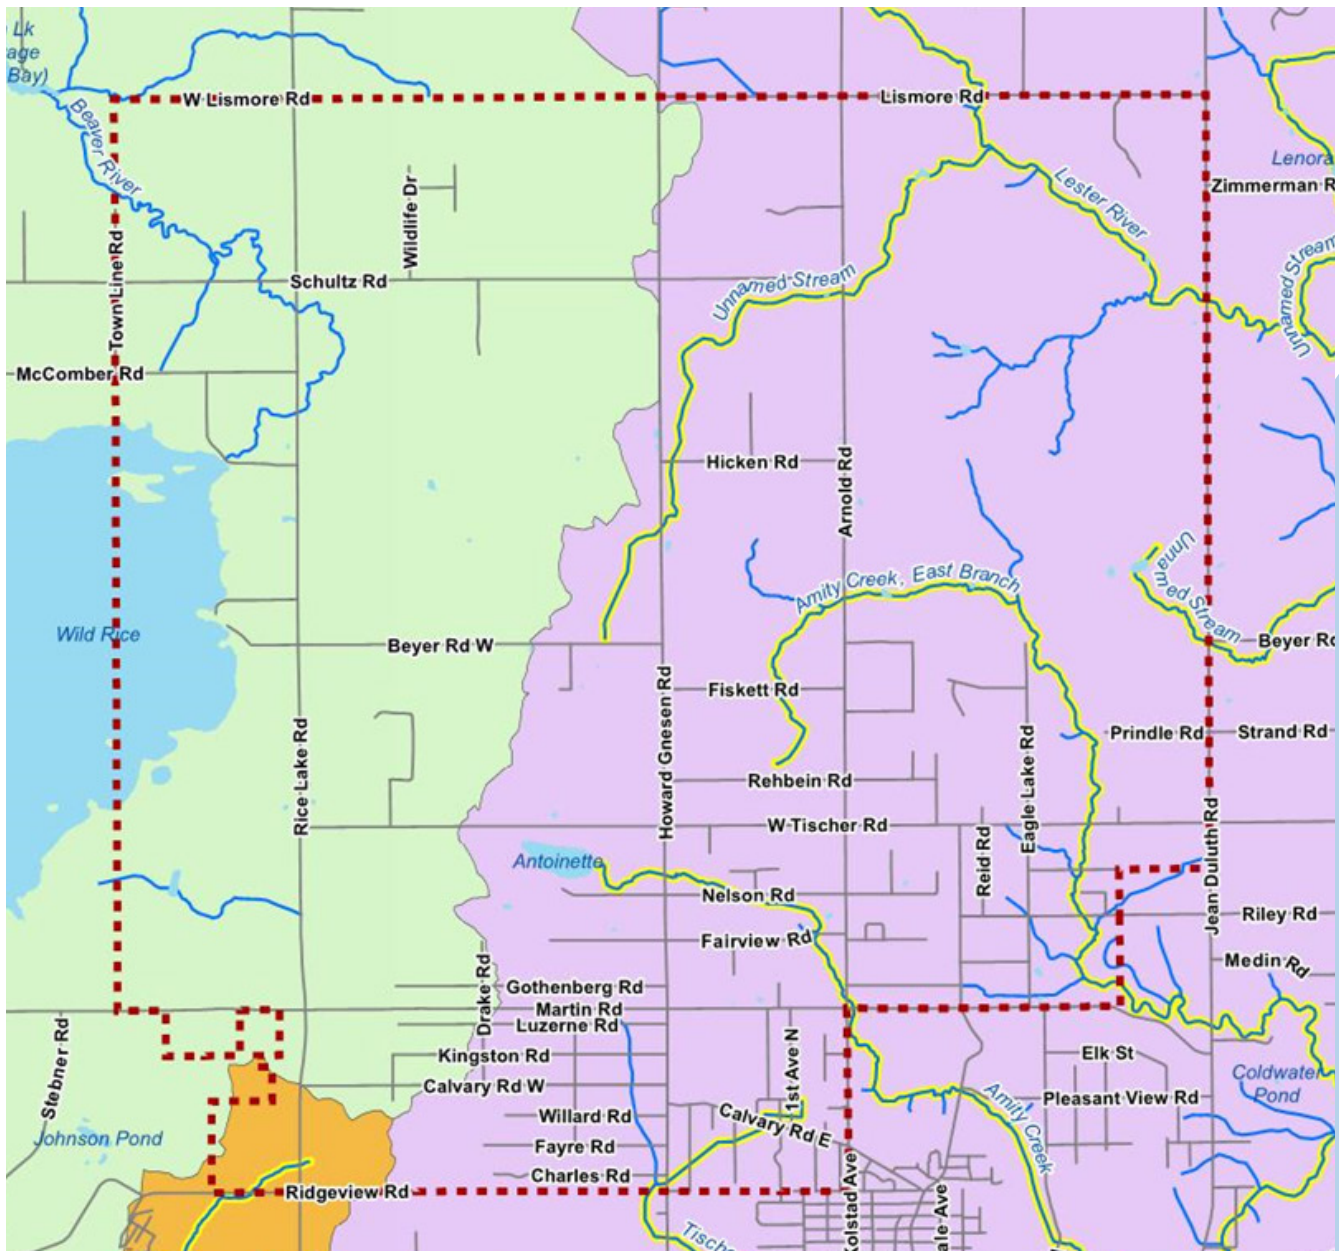 Lk
age
Bay)
W Lismore Rd
Lismore Rd
Beaver River
Lenora
Zimmerman R
Wildlife Dr
Lester River
Town Line Rd
Schultz Rd
Unnamed Stream
Unnamed Stream
McComber Rd
Hicken Rd
Arnold Rd
Unnamed Stream
Amity Creek, East Branch
Wild Rice
Beyer Rd W
Beyer Rd
Fiskett Rd
Howard Gnesen Rd
Rice Lake Rd
Eagle Lake Rd
Prindle Rd
Strand Rd
Rehbein Rd
W Tischer Rd
Jean Duluth Rd
Antoinette
Reid Rd
Nelson Rd
Riley Rd
Fairview Rd
Medin Rd
Drake Rd
Gothenberg Rd
Martin Rd
Luzerne Rd
Stebner Rd
Kingston Rd
1st Ave N
Elk St
Calvary Rd W
Coldwater
Pond
Pleasant View Rd
Willard Rd
Calvary Rd E
Amity Creek
Johnson Pond
Fayre Rd
Charles Rd
Ridgeview Rd
Kolstad Ave
ale Ave
Tische